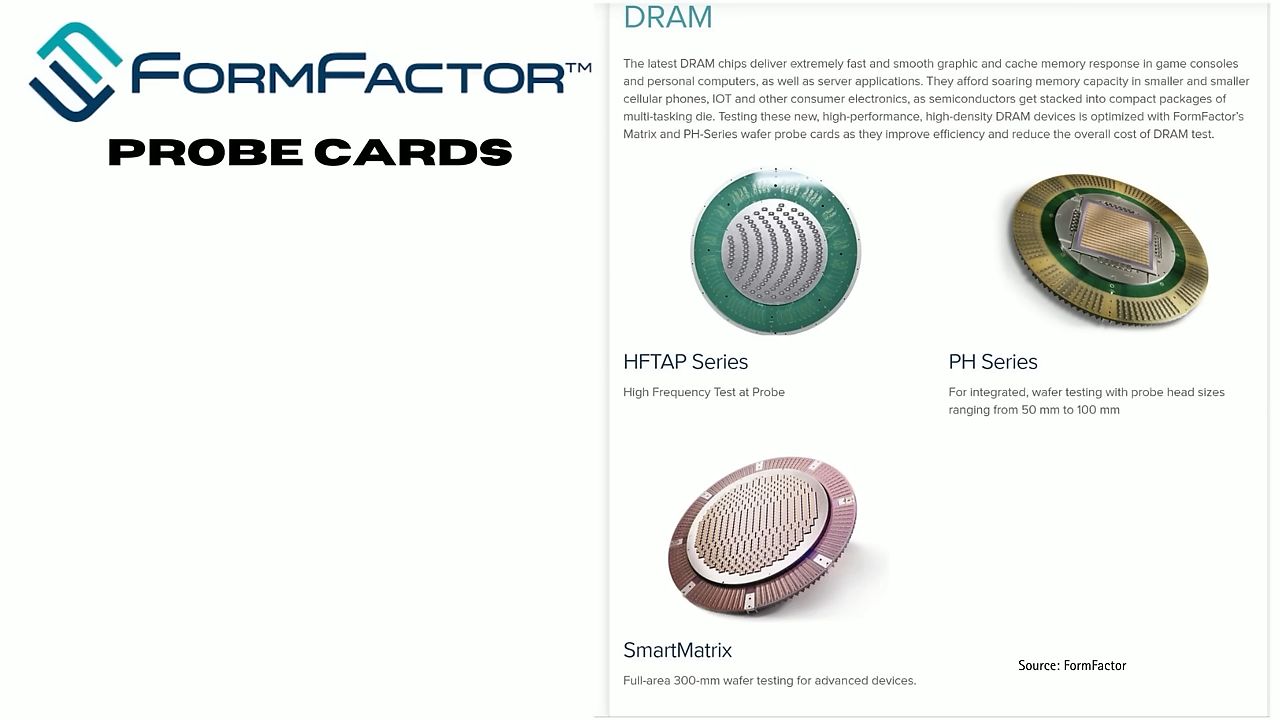 FORMFACTOR™
PROBE CARDS
DRAM
The latest DRAM chips deliver extremely fast and smooth graphic and cache memory response in game consoles
and personal computers, as well as server applications. They afford soaring memory capacity in smaller and smaller
cellular phones, IOT and other consumer electronics, as semiconductors get stacked into compact packages of
multi-tasking die. Testing these new, high-performance, high-density DRAM devices is optimized with FormFactor's
Matrix and PH-Series wafer probe cards as they improve efficiency and reduce the overall cost of DRAM test.
HFTAP Series
High Frequency Test at Probe
PH Series
For integrated, wafer testing with probe head sizes
ranging from 50 mm to 100 mm
SmartMatrix
Full-area 300-mm wafer testing for advanced devices.
Source: FormFactor